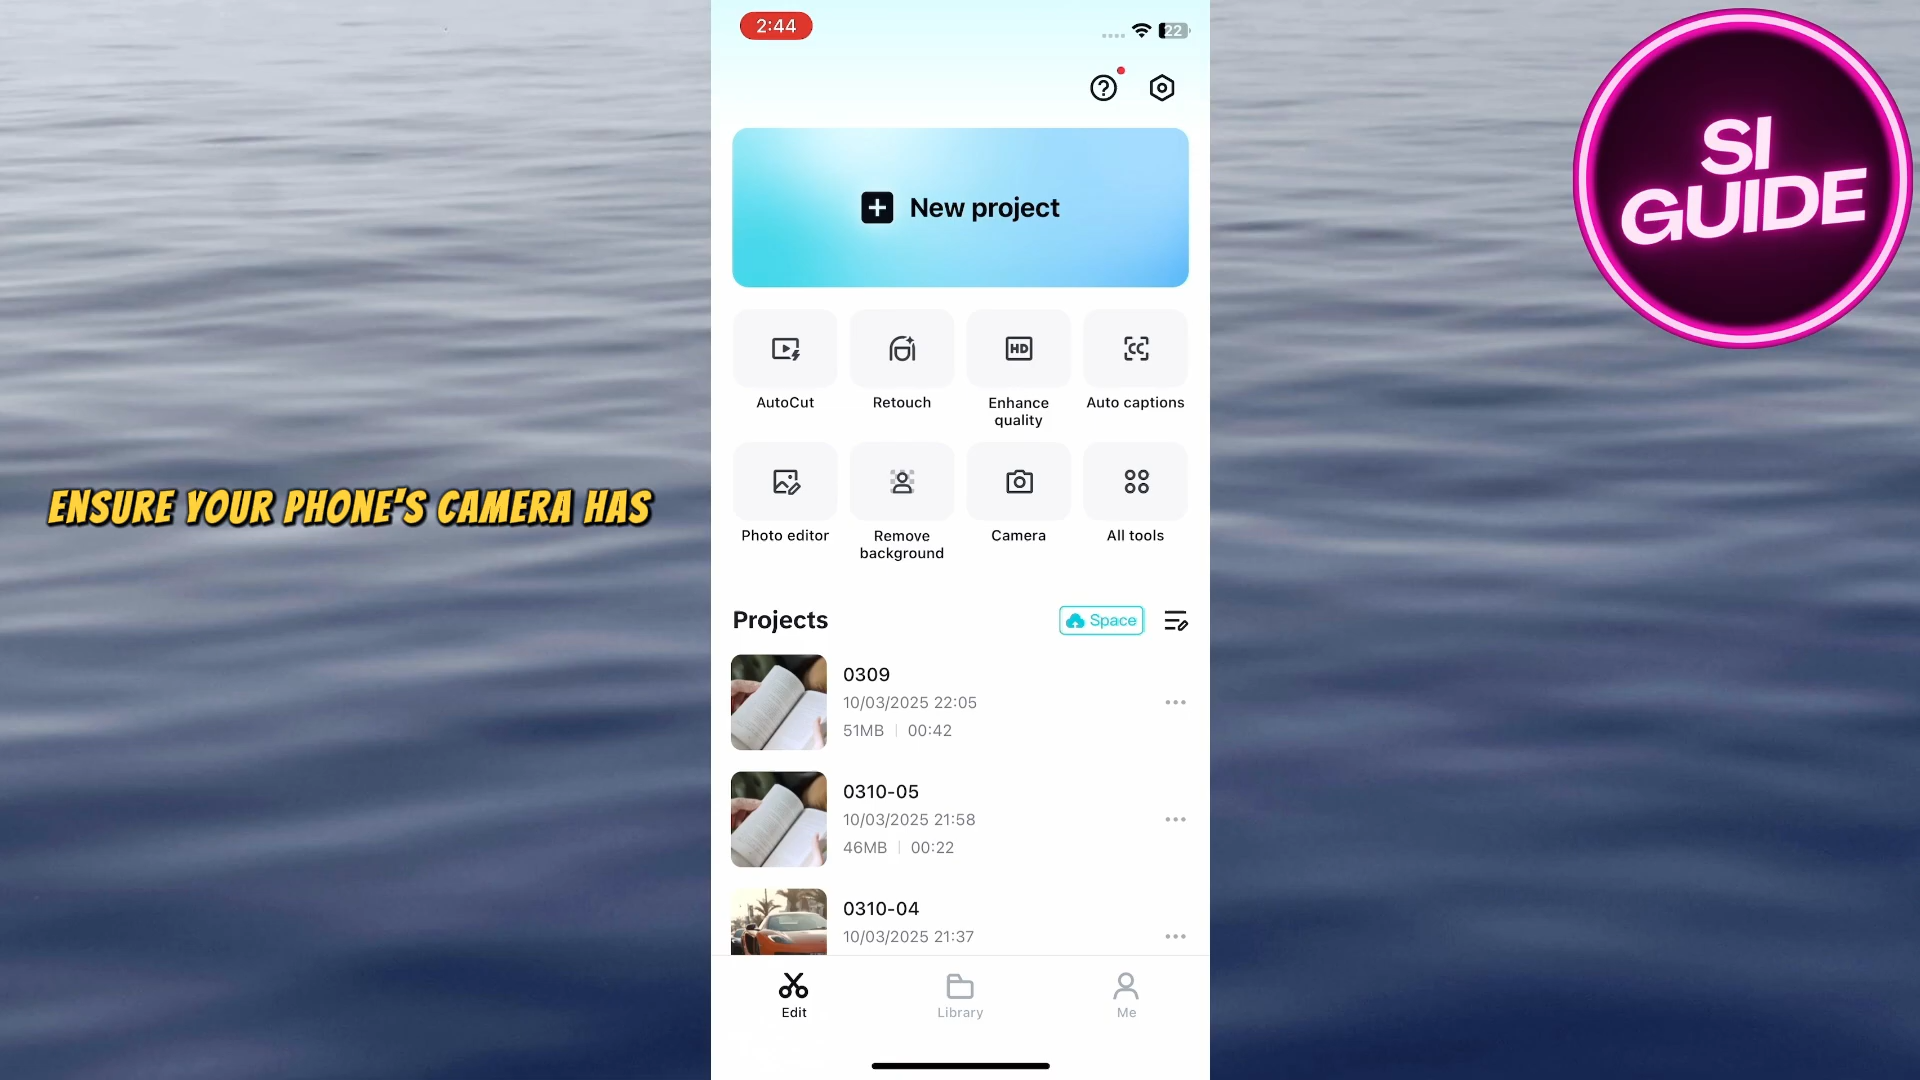 2:44
22
SI
GUIDE
New project
HD
CC
AutoCut
Retouch
Enhance
quality
Auto captions
ENSURE YOUR PHONE'S CAMERA HAS
Photo editor
Remove
background
Camera
All tools
Projects
Space
0309
10/03/2025 22:05
51MB | 00:42
0310-05
10/03/2025 21:58
46MB | 00:22
0310-04
10/03/2025 21:37
Edit
Library
Me